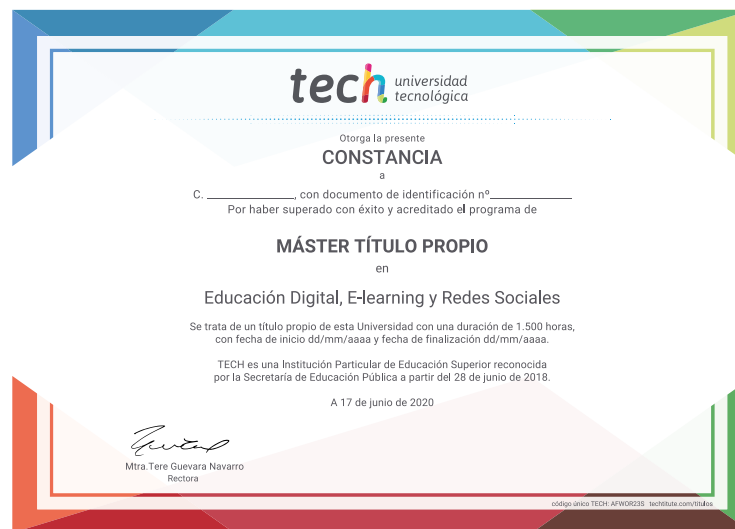 tech universidad
tecnológica
Otorga la presente
CONSTANCIA
a
C. ________________, con documento de identificación nº____________
Por haber superado con éxito y acreditado el programa de
MÁSTER TÍTULO PROPIO
en
Educación Digital, E-learning y Redes Sociales
Se trata de un título propio de esta Universidad con una duración de 1.500 horas,
con fecha de inicio dd/mm/aaaa y fecha de finalización dd/mm/aaaa.
TECH es una Institución Particular de Educación Superior reconocida
por la Secretaría de Educación Pública a partir del 28 de junio de 2018.
A 17 de junio de 2020
Mtra.Tere Guevara Navarro
Rectora
código único TECH: AFWOR23S techtitute.com/títulos